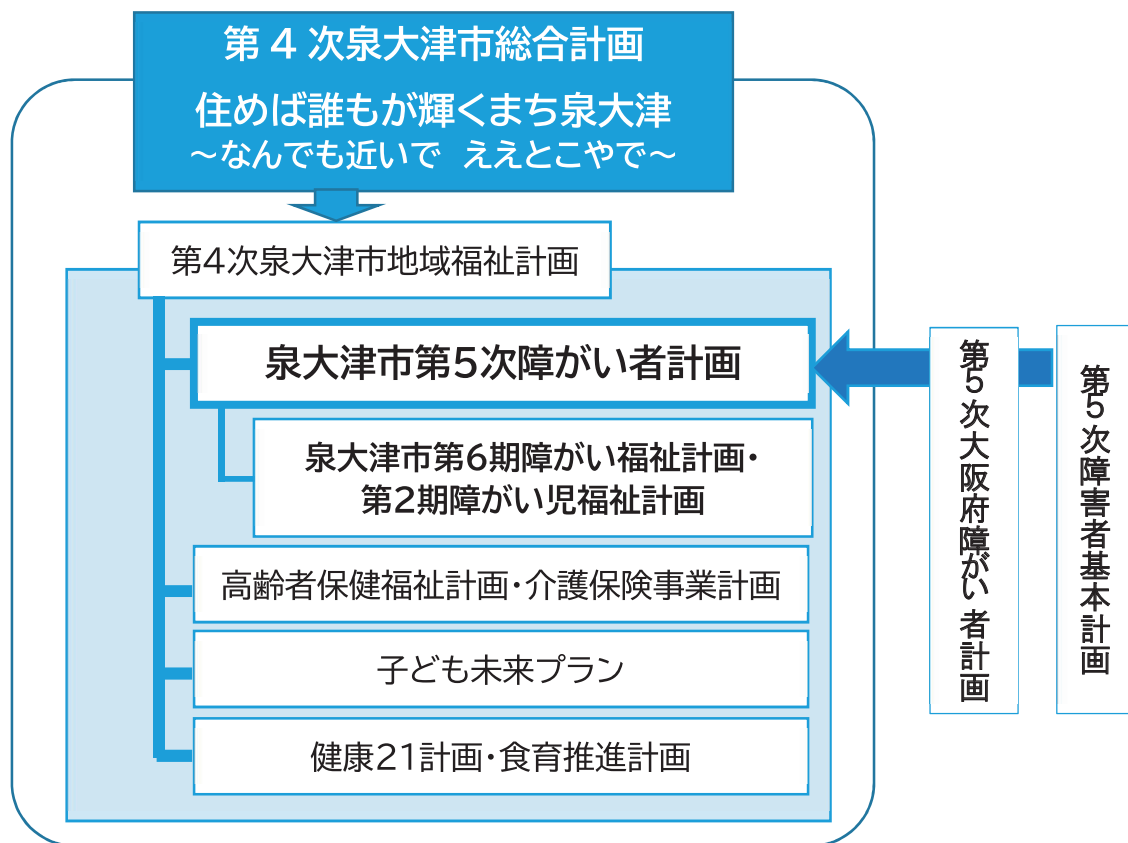 第4次泉大津市総合計画
住めば誰もが輝くまち泉大津
～なんでも近いで　ええとこやで～
第4次泉大津市地域福祉計画
泉大津市第5次障がい者計画
泉大津市第6期障がい福祉計画・
第2期障がい児福祉計画
高齢者保健福祉計画・介護保険事業計画
子ども未来プラン
健康21計画・食育推進計画
第5次大阪府障がい者計画
第5次障害者基本計画